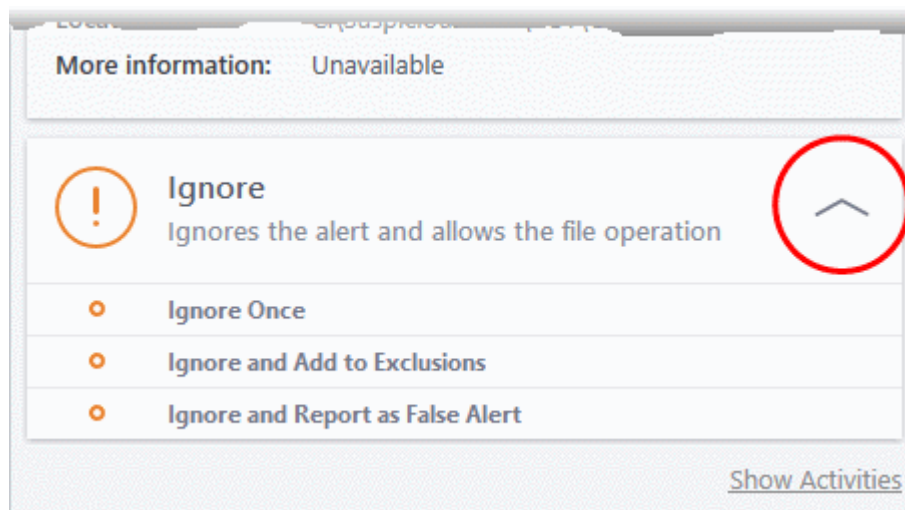 More information: Unavailable
Ignore
Ignores the alert and allows the file operation
Ignore Once
Ignore and Add to Exclusions
Ignore and Report as False Alert
Show Activities